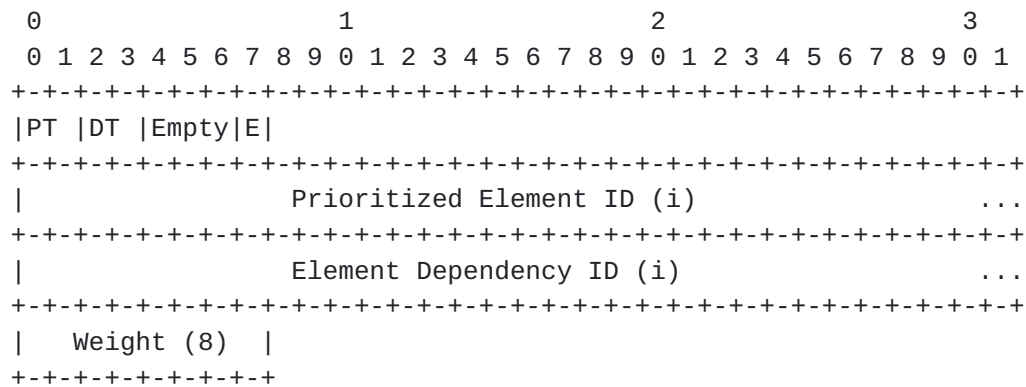 0                   1                   2                   3
 0 1 2 3 4 5 6 7 8 9 0 1 2 3 4 5 6 7 8 9 0 1 2 3 4 5 6 7 8 9 0 1
+-+-+-+-+-+-+-+-+-+-+-+-+-+-+-+-+-+-+-+-+-+-+-+-+-+-+-+-+-+-+-+-+
|PT |DT |Empty|E|
+-+-+-+-+-+-+-+-+-+-+-+-+-+-+-+-+-+-+-+-+-+-+-+-+-+-+-+-+-+-+-+-+
|                 Prioritized Element ID (i)                  ...
+-+-+-+-+-+-+-+-+-+-+-+-+-+-+-+-+-+-+-+-+-+-+-+-+-+-+-+-+-+-+-+-+
|                 Element Dependency ID (i)                   ...
+-+-+-+-+-+-+-+-+-+-+-+-+-+-+-+-+-+-+-+-+-+-+-+-+-+-+-+-+-+-+-+-+
|   Weight (8)  |
+-+-+-+-+-+-+-+-+